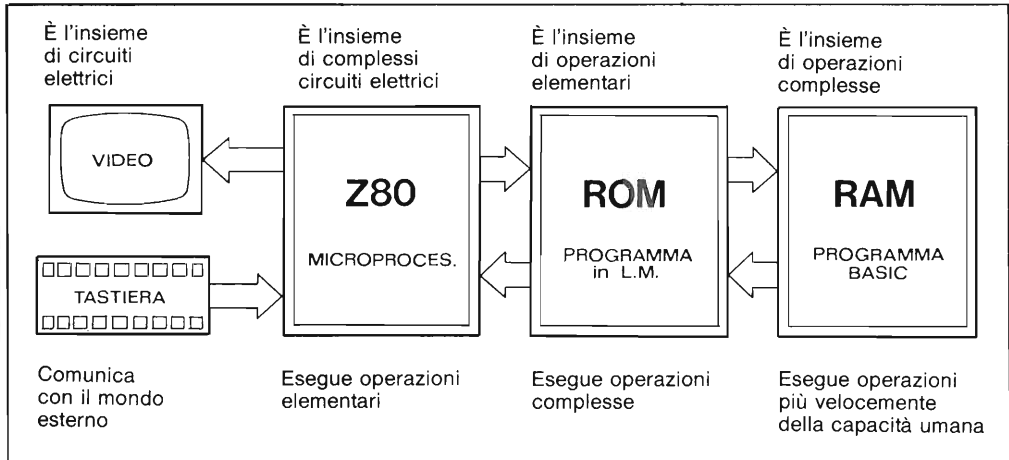 È l'insieme
di circuiti
elettrici
È l'insieme
di complessi
circuiti elettrici
È l'insieme
di operazioni
elementari
È l'insieme
di operazioni
complesse
VIDEO
TASTIERA
Z80
MICROPROCES.
ROM
PROGRAMMA
in L.M.
RAM
PROGRAMMA
BASIC
Comunica
con il mondo
esterno
Esegue operazioni
elementari
Esegue operazioni
complesse
Esegue operazioni
più velocemente
della capacità umana